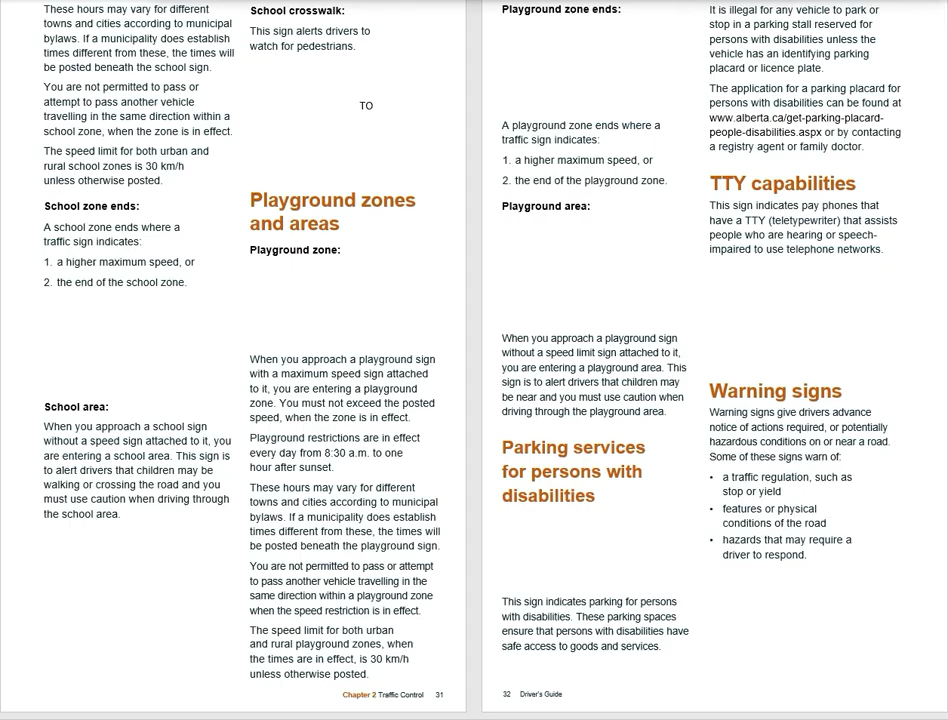 These hours may vary for different
towns and cities according to municipal
bylaws. If a municipality does establish
times different from these, the times will
be posted beneath the school sign.
You are not permitted to pass or
attempt to pass another vehicle
travelling in the same direction within a
school zone, when the zone is in effect.
The speed limit for both urban and
rural school zones is 30 km/h
unless otherwise posted.
School zone ends:
A school zone ends where a
traffic sign indicates:
1. a higher maximum speed, or
2. the end of the school zone.
School area:
When you approach a school sign
without a speed sign attached to it, you
are entering a school area. This sign is
to alert drivers that children may be
walking or crossing the road and you
must use caution when driving through
the school area.
School crosswalk:
This sign alerts drivers to
watch for pedestrians.
TO
Playground zones
and areas
Playground zone:
When you approach a playground sign
with a maximum speed sign attached
to it, you are entering a playground
zone. You must not exceed the posted
speed, when the zone is in effect.
Playground restrictions are in effect
every day from 8:30 a.m. to one
hour after sunset.
These hours may vary for different
towns and cities according to municipal
bylaws. If a municipality does establish
times different from these, the times will
be posted beneath the playground sign.
You are not permitted to pass or attempt
to pass another vehicle travelling in the
same direction within a playground zone
when the speed restriction is in effect.
The speed limit for both urban
and rural playground zones, when
the times are in effect, is 30 km/h
unless otherwise posted.
Chapter 2 Traffic Control 31
Playground zone ends:
A playground zone ends where a
traffic sign indicates:
1. a higher maximum speed, or
2. the end of the playground zone.
Playground area:
When you approach a playground sign
without a speed limit sign attached to it,
you are entering a playground area. This
sign is to alert drivers that children may
be near and you must use caution when
driving through the playground area.
Parking services
for persons with
disabilities
This sign indicates parking for persons
with disabilities. These parking spaces
ensure that persons with disabilities have
safe access to goods and services.
It is illegal for any vehicle to park or
stop in a parking stall reserved for
persons with disabilities unless the
vehicle has an identifying parking
placard or licence plate.
The application for a parking placard for
persons with disabilities can be found at
www.alberta.ca/get-parking-placard-
people-disabilities.aspx or by contacting
a registry agent or family doctor.
TTY capabilities
This sign indicates pay phones that
have a TTY (teletypewriter) that assists
people who are hearing or speech-
impaired to use telephone networks.
Warning signs
Warning signs give drivers advance
notice of actions required, or potentially
hazardous conditions on or near a road.
Some of these signs warn of:
• a traffic regulation, such as
stop or yield
• features or physical
conditions of the road
• hazards that may require a
driver to respond.
32 Driver's Guide